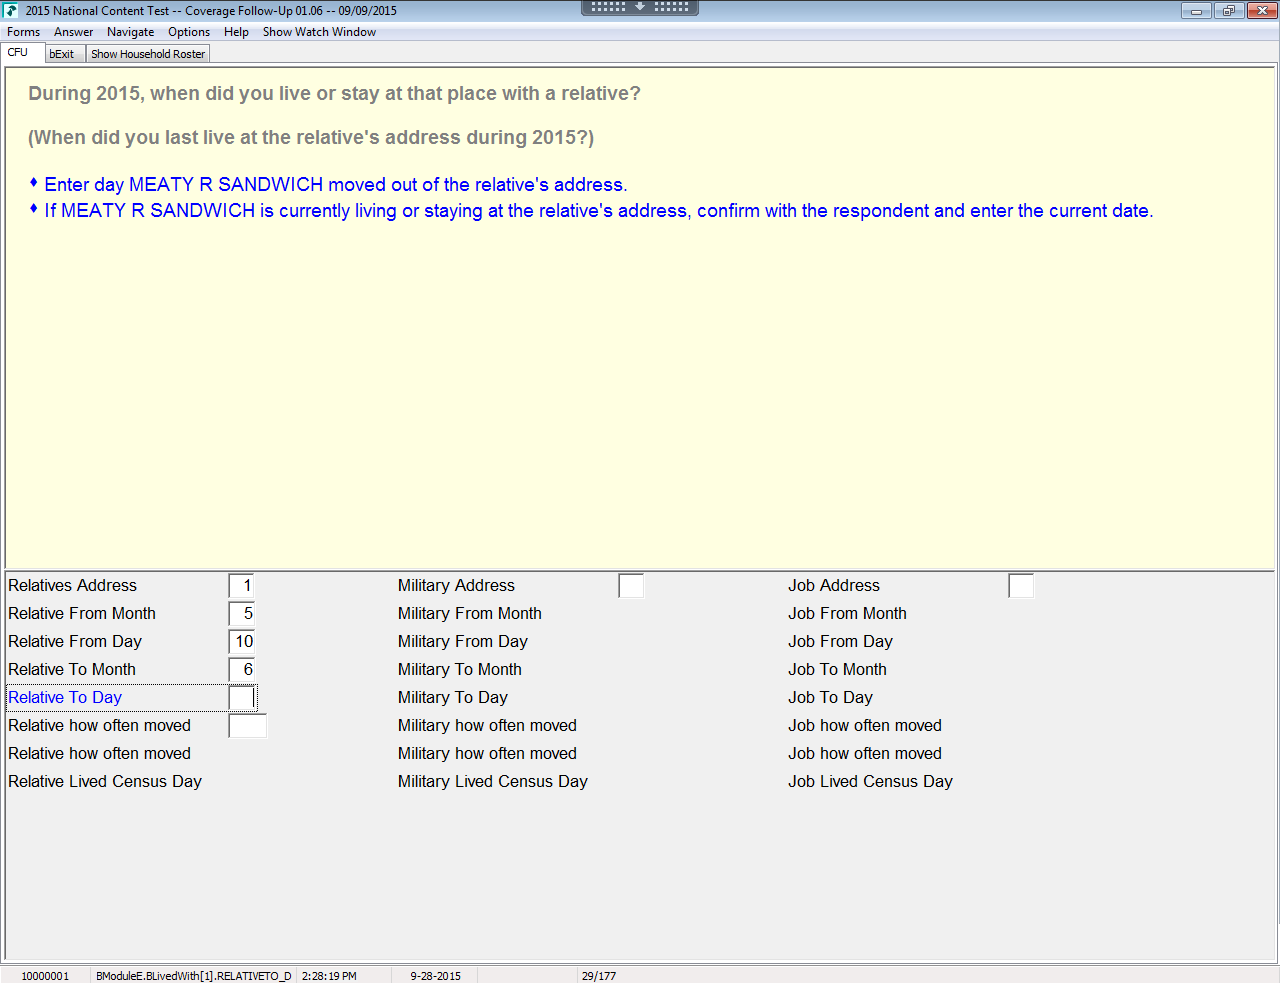 2015 National Content Test -- Coverage Follow-Up 01.06 -- 09/09/2015
Forms Answer Navigate Options Help Show Watch Window
CFU bExit Show Household Roster
During 2015, when did you live or stay at that place with a relative?
(When did you last live at the relative's address during 2015?)
♦ Enter day MEATY R SANDWICH moved out of the relative's address.
♦ If MEATY R SANDWICH is currently living or staying at the relative's address, confirm with the respondent and enter the current date.
Relatives Address 1 Military Address Job Address
Relative From Month 5 Military From Month Job From Month
Relative From Day 10 Military From Day Job From Day
Relative To Month 6 Military To Month Job To Month
Relative To Day Military To Day Job To Day
Relative how often moved Military how often moved Job how often moved
Relative how often moved Military how often moved Job how often moved
Relative Lived Census Day Military Lived Census Day Job Lived Census Day
10000001 BModuleE.BLivedWith[1].RELATIVETO_D 2:28:19 PM 9-28-2015 29/177